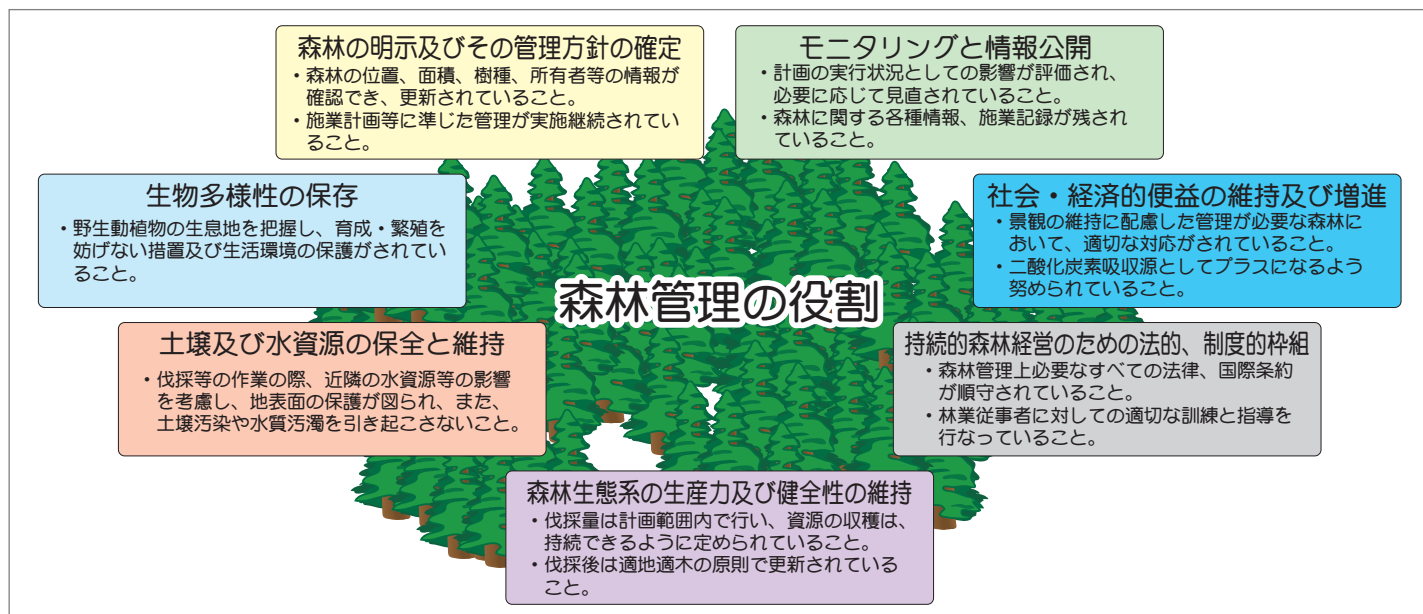 森林の明示及びその管理方針の確定
・森林の位置、面積、樹種、所有者等の情報が
確認でき、更新されていること。
・施業計画等に準じた管理が実施継続されてい
ること。
モニタリングと情報公開
・計画の実行状況としての影響が評価され、
必要に応じて見直されていること。
・森林に関する各種情報、施業記録が残され
ていること。
生物多様性の保存
・野生動植物の生息地を把握し、育成・繁殖を
妨げない措置及び生活環境の保護がされてい
ること。
社会・経済的便益の維持及び増進
・景観の維持に配慮した管理が必要な森林に
おいて、適切な対応がされていること。
・二酸化炭素吸収源としてプラスになるよう
努められていること。
森林管理の役割
土壌及び水資源の保全と維持
・伐採等の作業の際、近隣の水資源等の影響
を考慮し、地表面の保護が図られ、また、
土壌汚染や水質汚濁を引き起こさないこと。
持続的森林経営のための法的、制度的枠組
・森林管理上必要なすべての法律、国際条約
が順守されていること。
・林業従事者に対しての適切な訓練と指導を
行なっていること。
森林生態系の生産力及び健全性の維持
・伐採量は計画範囲内で行い、資源の収穫は、
持続できるように定められていること。
・伐採後は適地適木の原則で更新されている
こと。